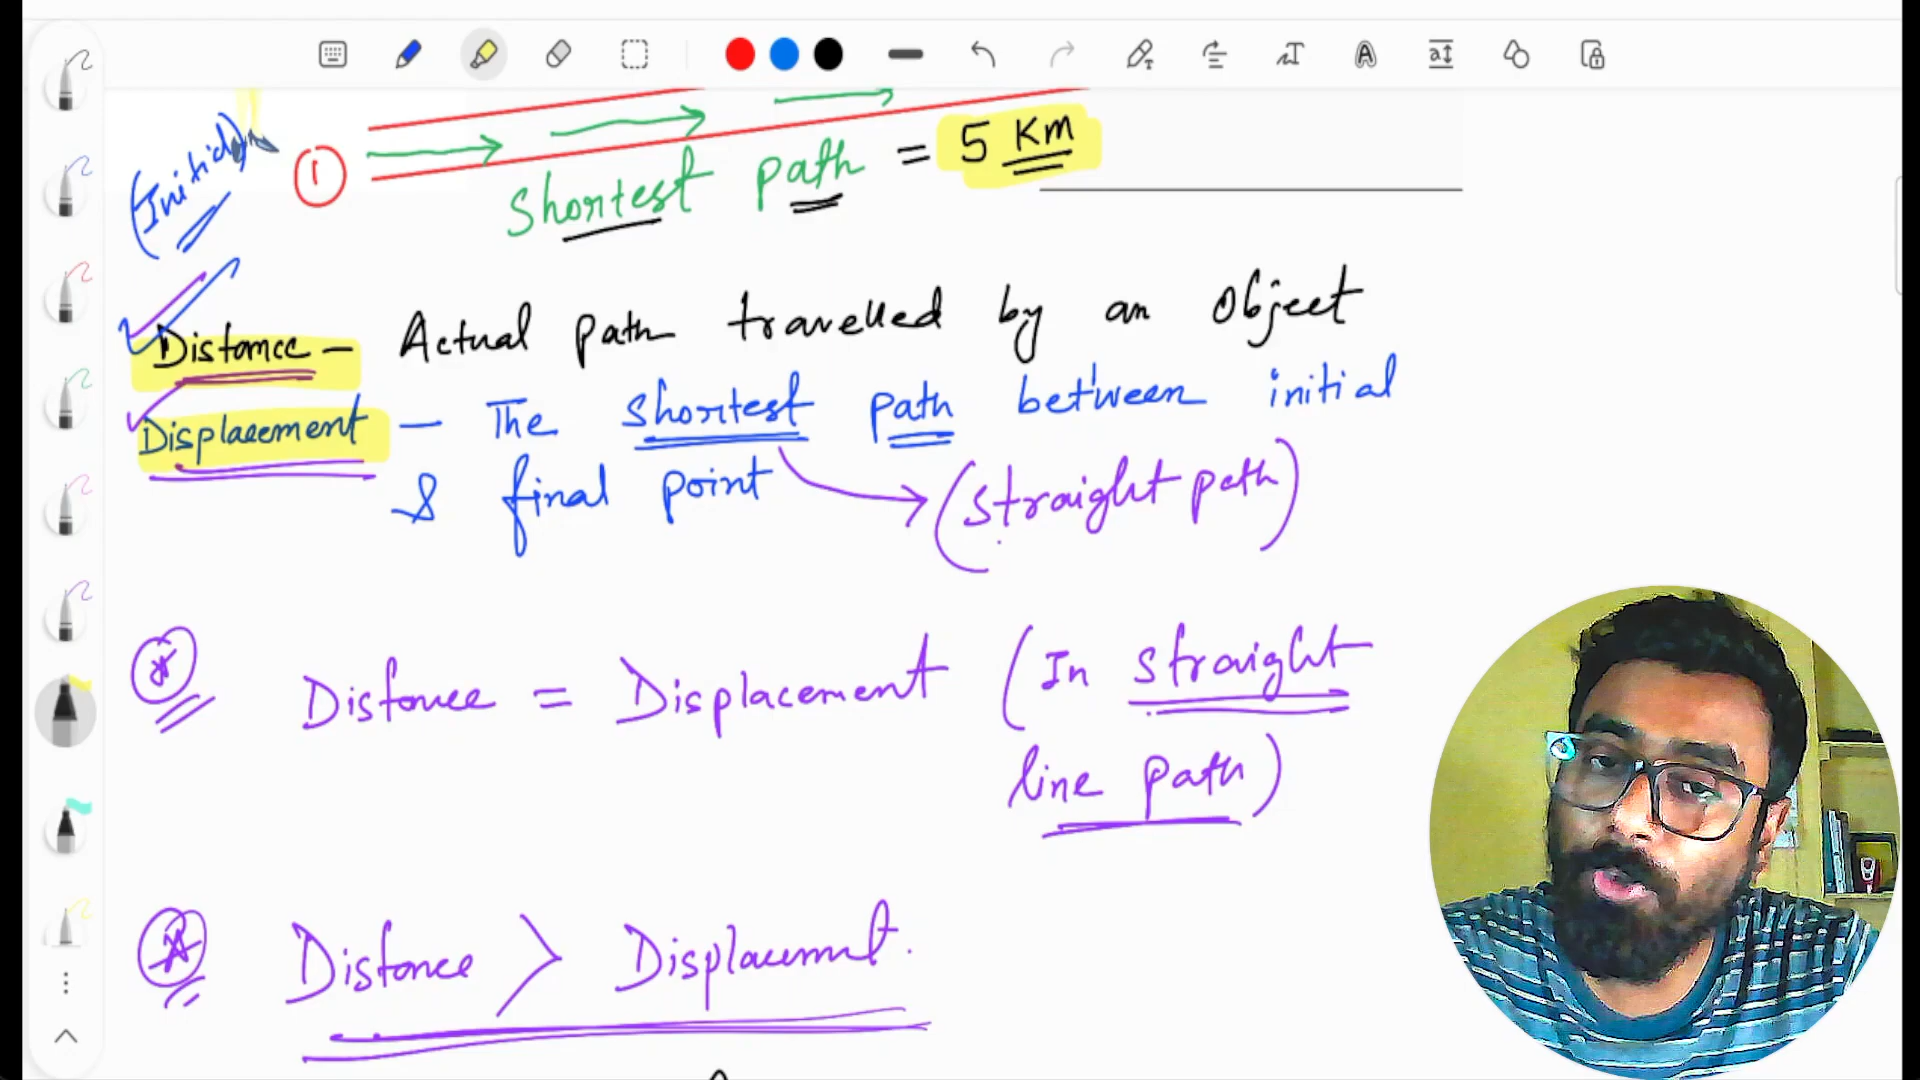 (Initial)
①
Shortest path = 5 Km
Distance – Actual path travelled by an Object
Displacement – The shortest path between initial
& final point
(straight path)
Distance = Displacement (In straight
line path)
Distance > Displacement.